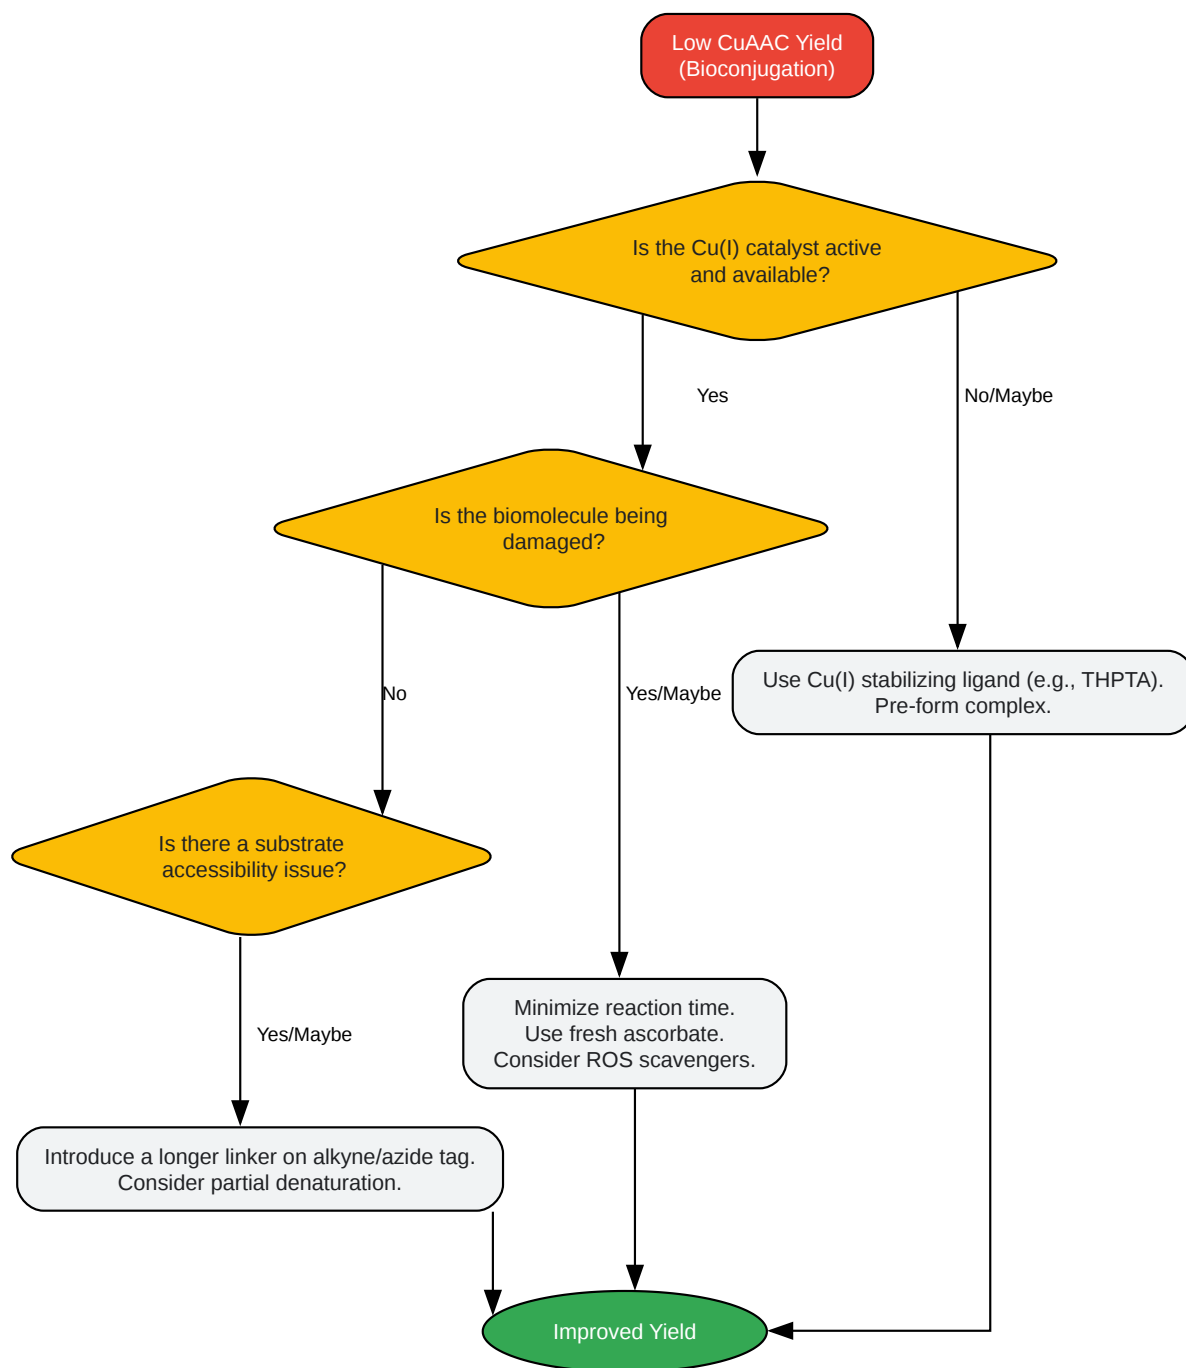 Low CuAAC Yield
(Bioconjugation)
Is the Cu(I) catalyst active
and available?
Yes
No/Maybe
Is the biomolecule being
damaged?
No
Yes/Maybe
Use Cu(I) stabilizing ligand (e.g., THPTA).
Pre-form complex.
Is there a substrate
accessibility issue?
Yes/Maybe
Minimize reaction time.
Use fresh ascorbate.
Consider ROS scavengers.
Introduce a longer linker on alkyne/azide tag.
Consider partial denaturation.
Improved Yield